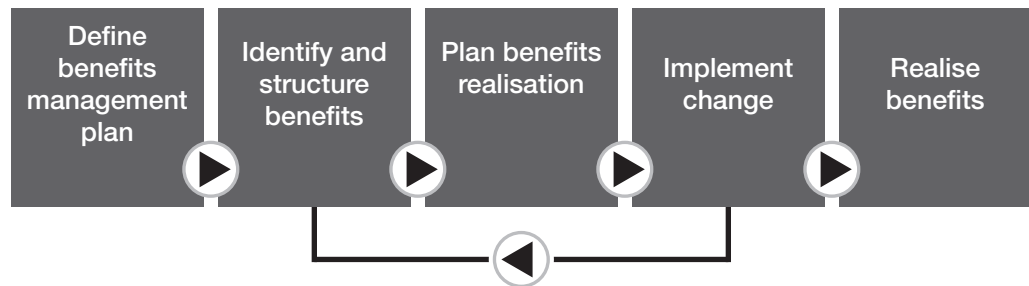 Define
benefits
management
plan
Identify and
structure
benefits
Plan benefits
realisation
Implement
change
Realise
benefits